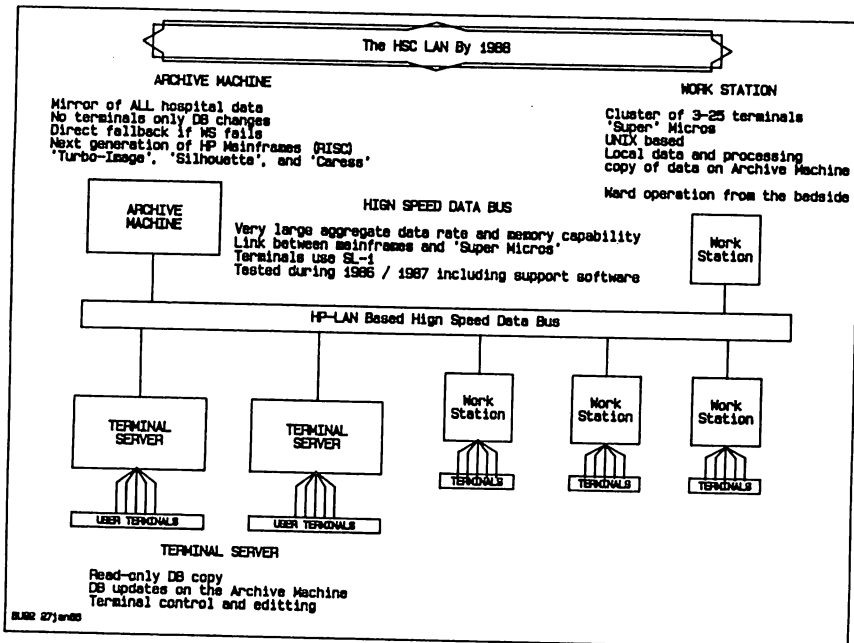 The HSC LAN By 1988
ARCHIVE MACHINE
Mirror of ALL hospital data
No terminals only DB changes
Direct fallback if WS fails
Next generation of HP Mainframes (RISC)
'Turbo-Image', 'Silhouette', and 'Caress'
WORK STATION
Cluster of 3-25 terminals
'Super' Micros
UNIX based
Local data and processing
copy of data on Archive Machine
Ward operation from the bedside
ARCHIVE
MACHINE
HIGH SPEED DATA BUS
Very large aggregate data rate and memory capability
Link between mainframes and 'Super Micros'
Terminals use SL-1
Tested during 1986 / 1987 including support software
Work
Station
HP-LAN Based Hign Speed Data Bus
TERMINAL
SERVER
TERMINAL
SERVER
Work
Station
Work
Station
Work
Station
TERMINALS
TERMINALS
TERMINALS
USER TERMINALS
USER TERMINALS
TERMINAL SERVER
Read-only DB copy
DB updates on the Archive Machine
Terminal control and editting
27jan86